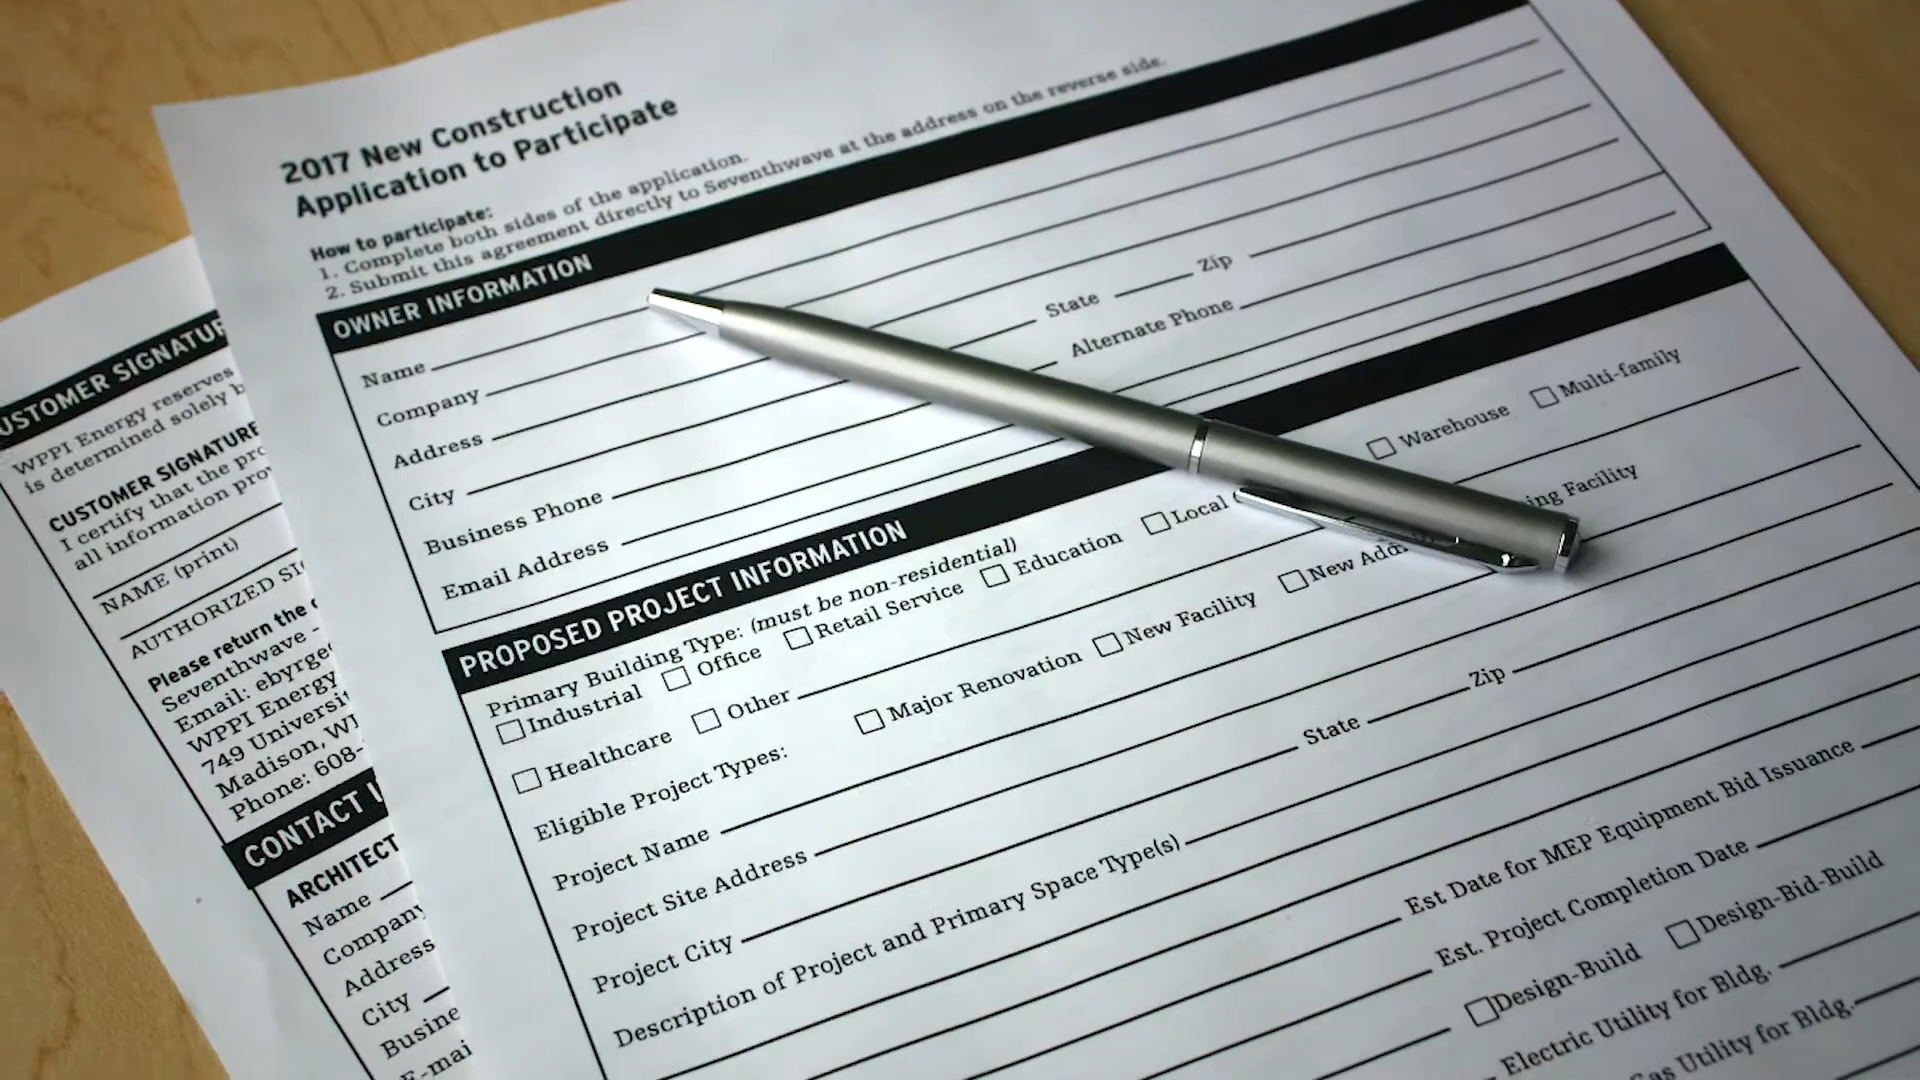 2017 New Construction
Application to Participate
How to participate:
1. Complete both sides of the application.
2. Submit this agreement directly to Seventhwave at the address on the reverse side.
OWNER INFORMATION
Name
Company
Address
City State Zip
Business Phone Alternate Phone
Email Address
PROPOSED PROJECT INFORMATION
Primary Building Type: (must be non-residential)
Industrial Office Retail Service Education Local Warehouse Multi-family
Healthcare Other
Eligible Project Types: Major Renovation New Facility New Facility
Project Name
Project Site Address
Project City State Zip
Description of Project and Primary Space Type(s)
Est Date for MEP Equipment Bid Issuance
Est. Project Completion Date
Design-Build Design-Bid-Build
Electric Utility for Bldg.
Utility for Bldg.
WPPI Energy reserves
is determined solely
CUSTOMER SIGNATURE
I certify that the
all information
NAME (print)
AUTHORIZED
Please return the
Seventhwave -
Email:
WPPI Energy
749
Madison, WI
Phone: 608-
CONTACT
ARCHITECT
Name
Company
Address
City